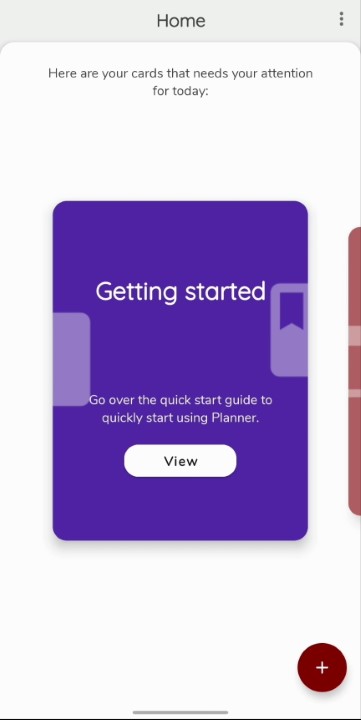 Home
Here are your cards that needs your attention
for today:
Getting started
Go over the quick start guide to
quickly start using Planner.
View